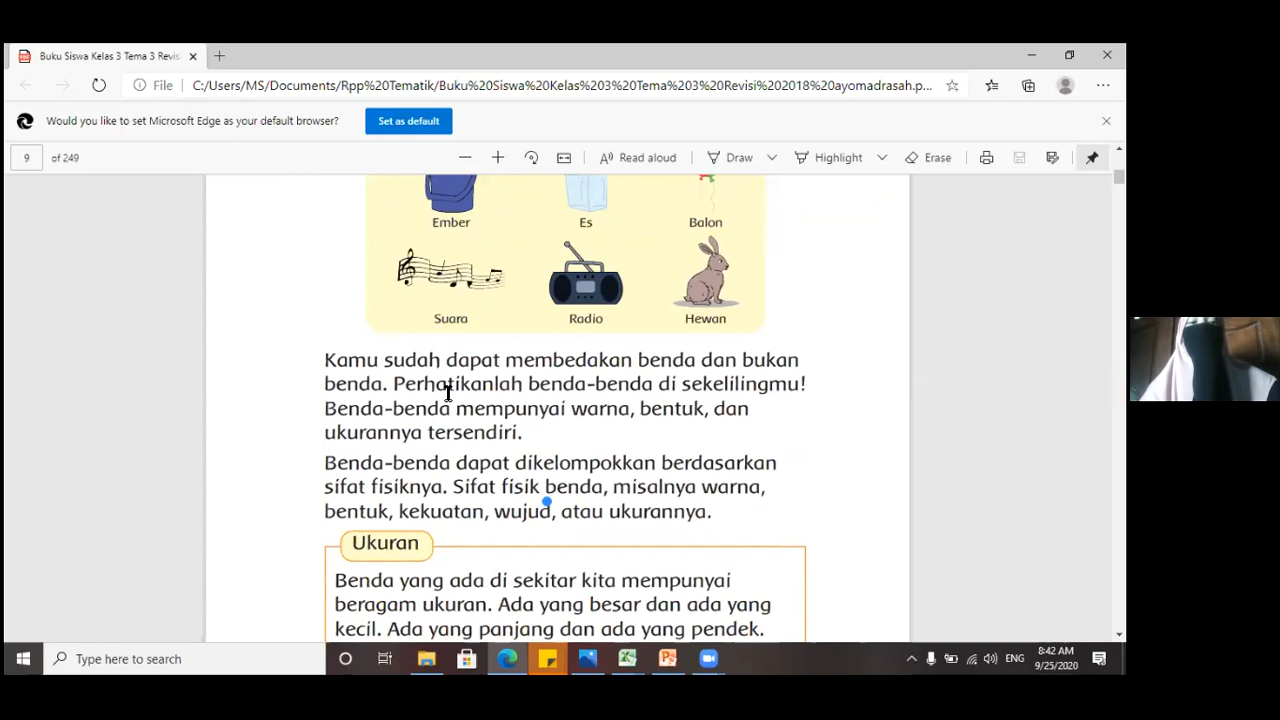 Buku Siswa Kelas 3 Tema 3 Revis
File C:/Users/MS/Documents/Rpp%20Tematik/Buku%20Siswa%20Kelas%203%20Tema%203%20Revisi%202018%20ayomadrasah.p...
Would you like to set Microsoft Edge as your default browser? Set as default
9 of 249 Read aloud Draw Highlight Erase
Ember Es Balon
Suara Radio Hewan
Kamu sudah dapat membedakan benda dan bukan
benda. Perhatikanlah benda-benda di sekelilingmu!
Benda-benda mempunyai warna, bentuk, dan
ukurannya tersendiri.
Benda-benda dapat dikelompokkan berdasarkan
sifat fisiknya. Sifat fisik benda, misalnya warna,
bentuk, kekuatan, wujud, atau ukurannya.
Ukuran
Benda yang ada di sekitar kita mempunyai
beragam ukuran. Ada yang besar dan ada yang
kecil. Ada yang panjang dan ada yang pendek.
Type here to search
ENG
8:42 AM
9/25/2020